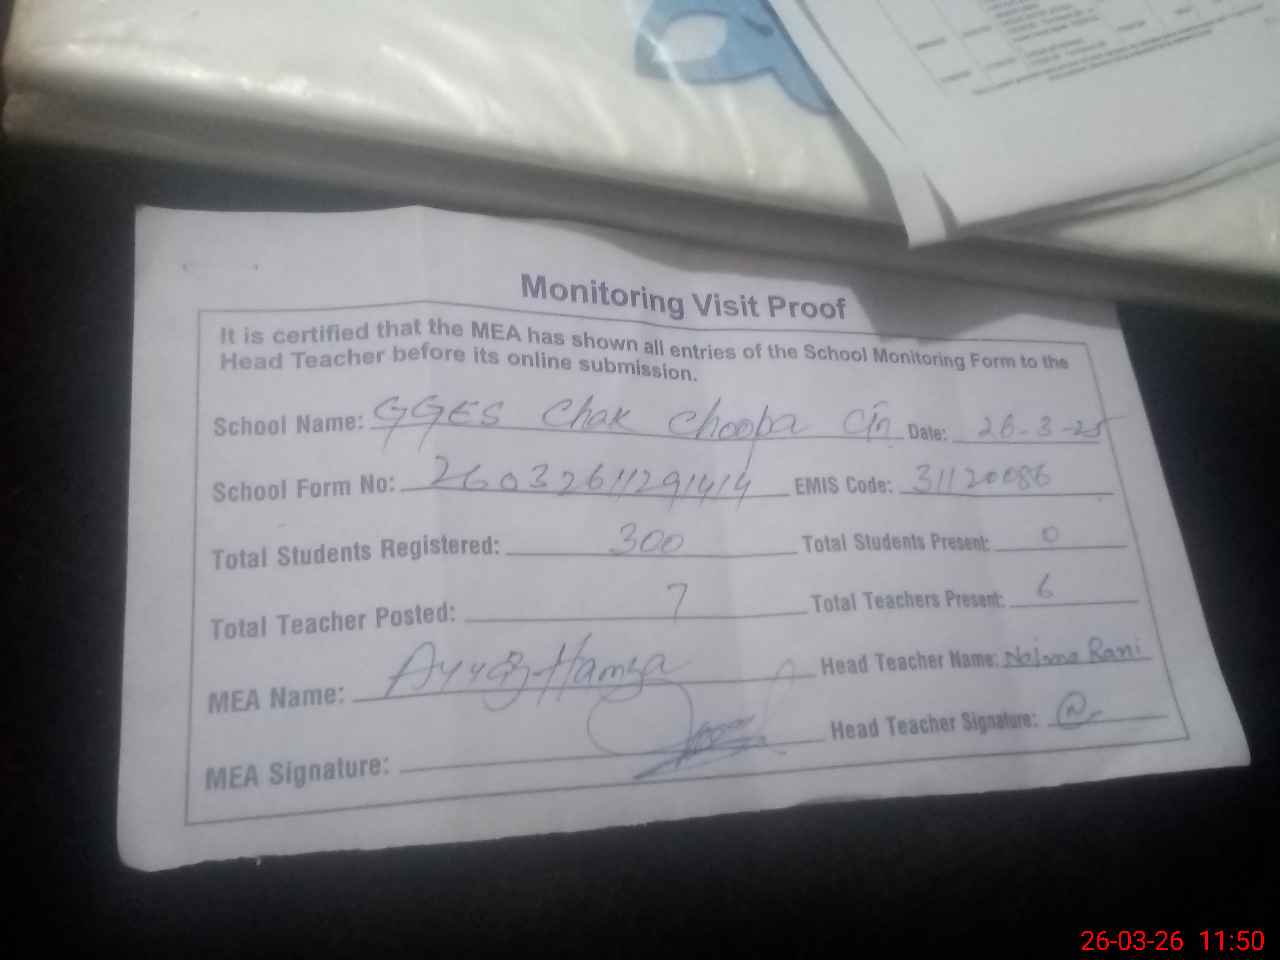 Monitoring Visit Proof
It is certified that the MEA has shown all entries of the School Monitoring Form to the
Head Teacher before its online submission.
School Name: GGES Chak Chooba Date: 26-3-25
School Form No: 26032611291414 EMIS Code: 31120086
Total Students Registered: 300 Total Students Present: 0
Total Teacher Posted: 7 Total Teachers Present: 6
MEA Name: Hamza Head Teacher Name: Najma Rani
MEA Signature: Head Teacher Signature:
26-03-26 11:50